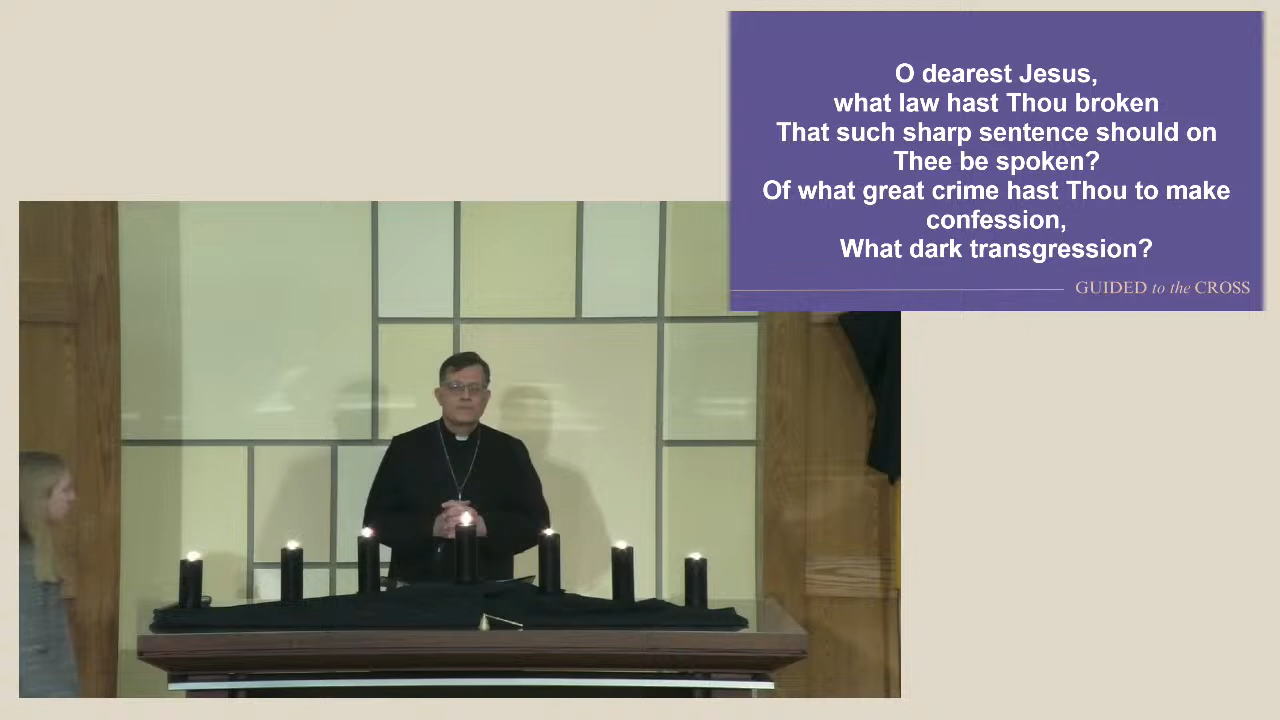 O dearest Jesus,
what law hast Thou broken
That such sharp sentence should on
Thee be spoken?
Of what great crime hast Thou to make
confession,
What dark transgression?
GUIDED to the CROSS